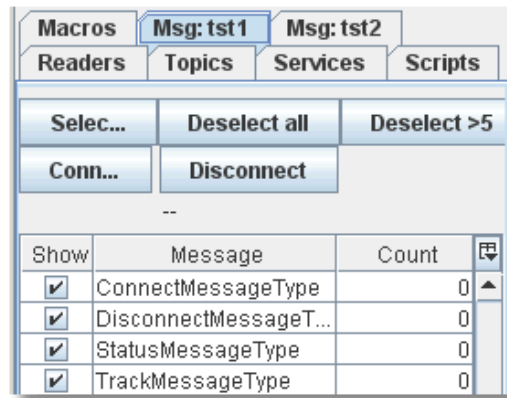 Macros Msg: tst1 Msg: tst2
Readers Topics Services Scripts
Selec... Deselect all Deselect >5
Conn... Disconnect
--
Show Message Count
ConnectMessageType 0
DisconnectMessageT... 0
StatusMessageType 0
TrackMessageType 0